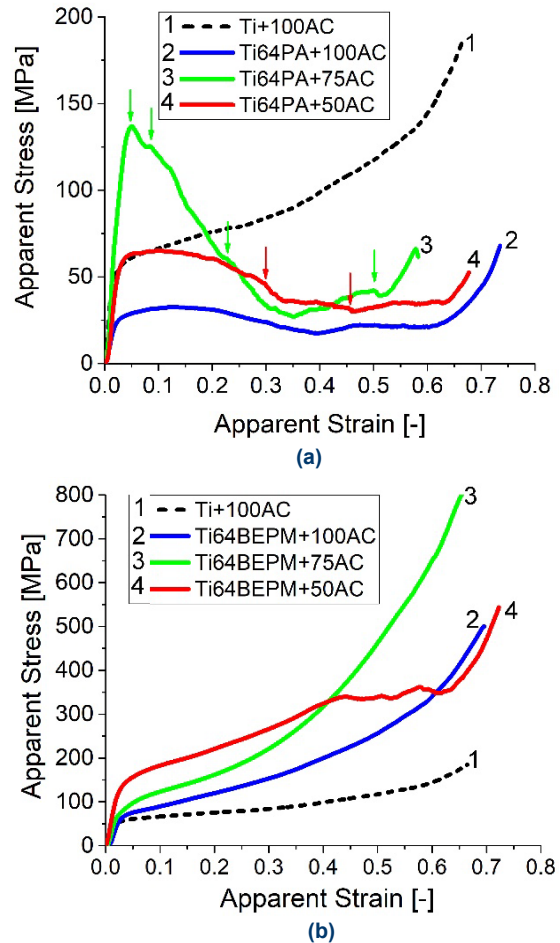 200
150
100
50
0
Apparent Stress [MPa]
1 Ti+100AC
2 Ti64PA+100AC
3 Ti64PA+75AC
4 Ti64PA+50AC
1
2
3
4
0.0 0.1 0.2 0.3 0.4 0.5 0.6 0.7 0.8
Apparent Strain [-]
(a)
800
700
600
500
400
300
200
100
0
Apparent Stress [MPa]
1 Ti+100AC
2 Ti64BEPM+100AC
3 Ti64BEPM+75AC
4 Ti64BEPM+50AC
3
2
4
1
0.0 0.1 0.2 0.3 0.4 0.5 0.6 0.7 0.8
Apparent Strain [-]
(b)